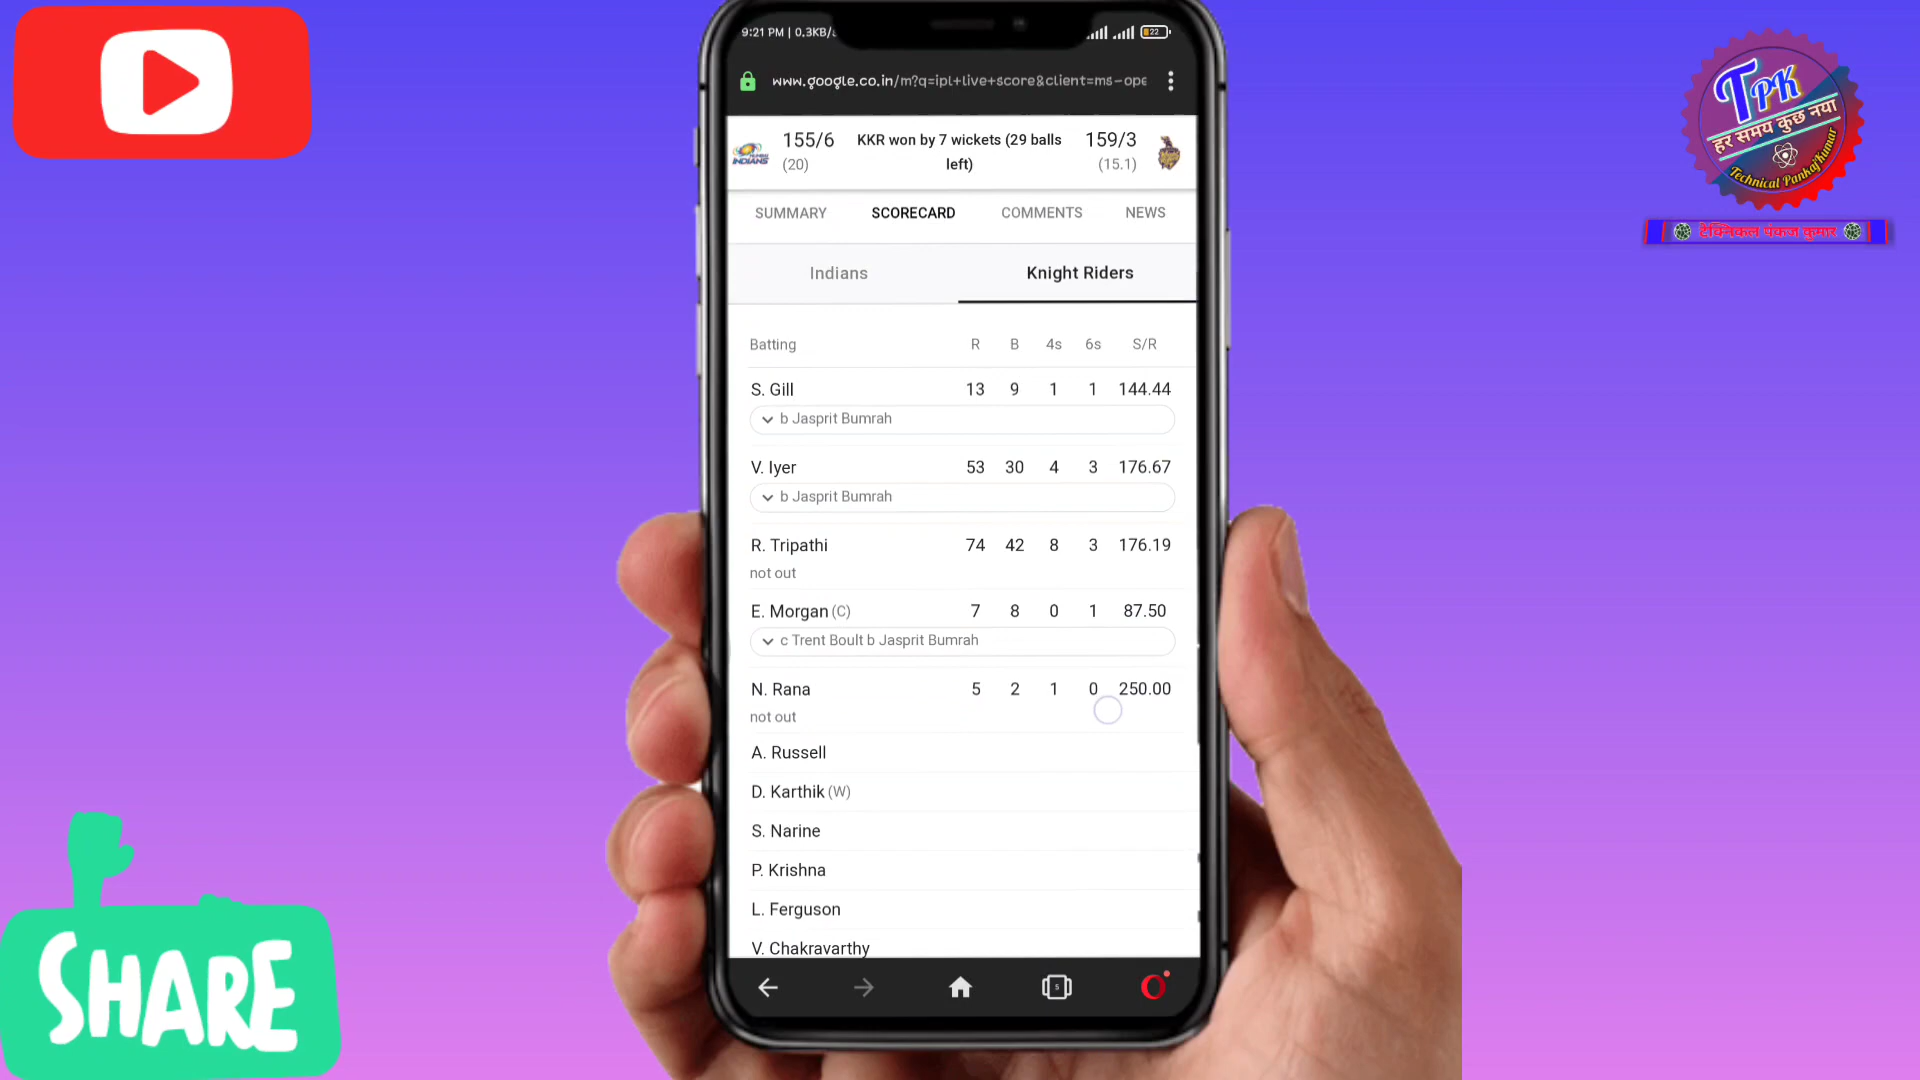 9:21 PM | 0.3KB/s
22
www.google.co.in/m?q=ipl+live+score&client=ms-ope
155/6 KKR won by 7 wickets (29 balls 159/3
(20) left) (15.1)
INDIANS
SUMMARY SCORECARD COMMENTS NEWS
Indians Knight Riders
Batting R B 4s 6s S/R
S. Gill 13 9 1 1 144.44
b Jasprit Bumrah
V. Iyer 53 30 4 3 176.67
b Jasprit Bumrah
R. Tripathi 74 42 8 3 176.19
not out
E. Morgan (C) 7 8 0 1 87.50
c Trent Boult b Jasprit Bumrah
N. Rana 5 2 1 0 250.00
not out
A. Russell
D. Karthik (W)
S. Narine
P. Krishna
L. Ferguson
V. Chakravarthy
5
TPK
हर समय कुछ नया
Technical PankajKumar
टेक्निकल पंकज कुमार
SHARE